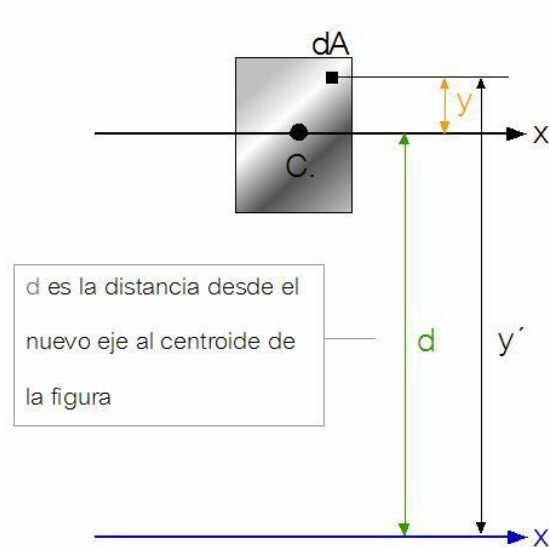 dA
y
x
C.
d es la distancia desde el
nuevo eje al centroide de
la figura
d
y´
x